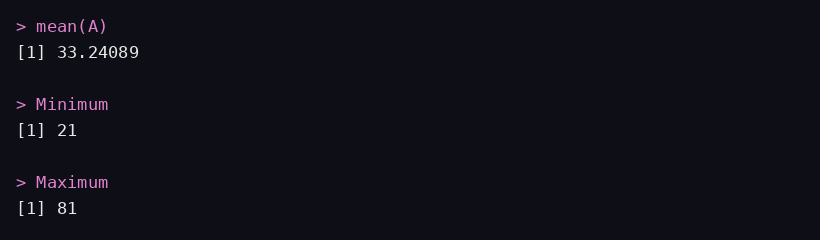 > mean(A)
[1] 33.24089
> Minimum
[1] 21
> Maximum
[1] 81